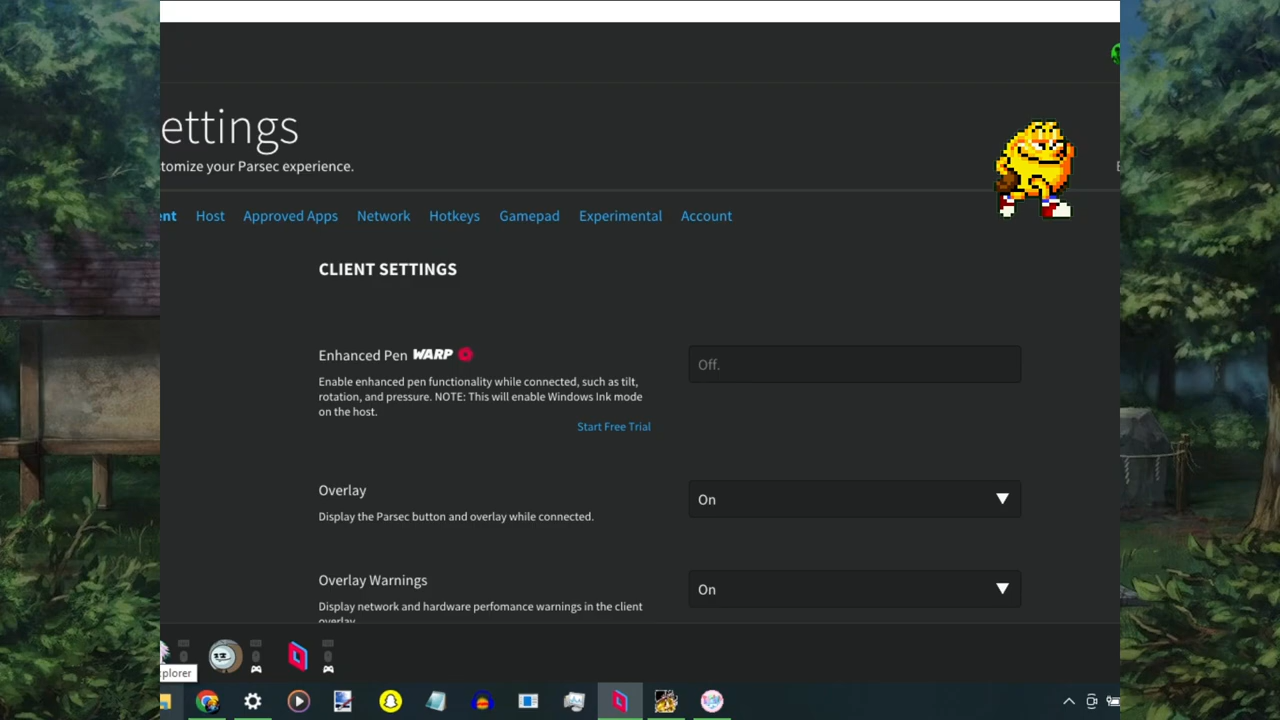 ettings
tomize your Parsec experience.
E
ent Host Approved Apps Network Hotkeys Gamepad Experimental Account
CLIENT SETTINGS
Enhanced Pen WARP
Off.
Enable enhanced pen functionality while connected, such as tilt,
rotation, and pressure. NOTE: This will enable Windows Ink mode
on the host.
Start Free Trial
Overlay
On
Display the Parsec button and overlay while connected.
Overlay Warnings
On
Display network and hardware perfomance warnings in the client
overlay
plorer